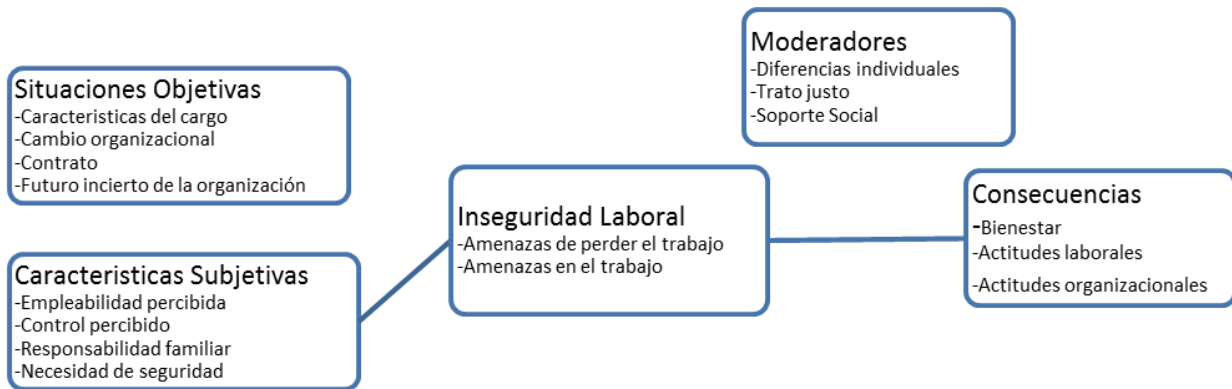 Moderadores
-Diferencias individuales
-Trato justo
-Soporte Social
Situaciones Objetivas
-Caracteristicas del cargo
-Cambio organizacional
-Contrato
-Futuro incierto de la organización
Inseguridad Laboral
-Amenazas de perder el trabajo
-Amenazas en el trabajo
Consecuencias
-Bienestar
-Actitudes laborales
-Actitudes organizacionales
Caracteristicas Subjetivas
-Empleabilidad percibida
-Control percibido
-Responsabilidad familiar
-Necesidad de seguridad